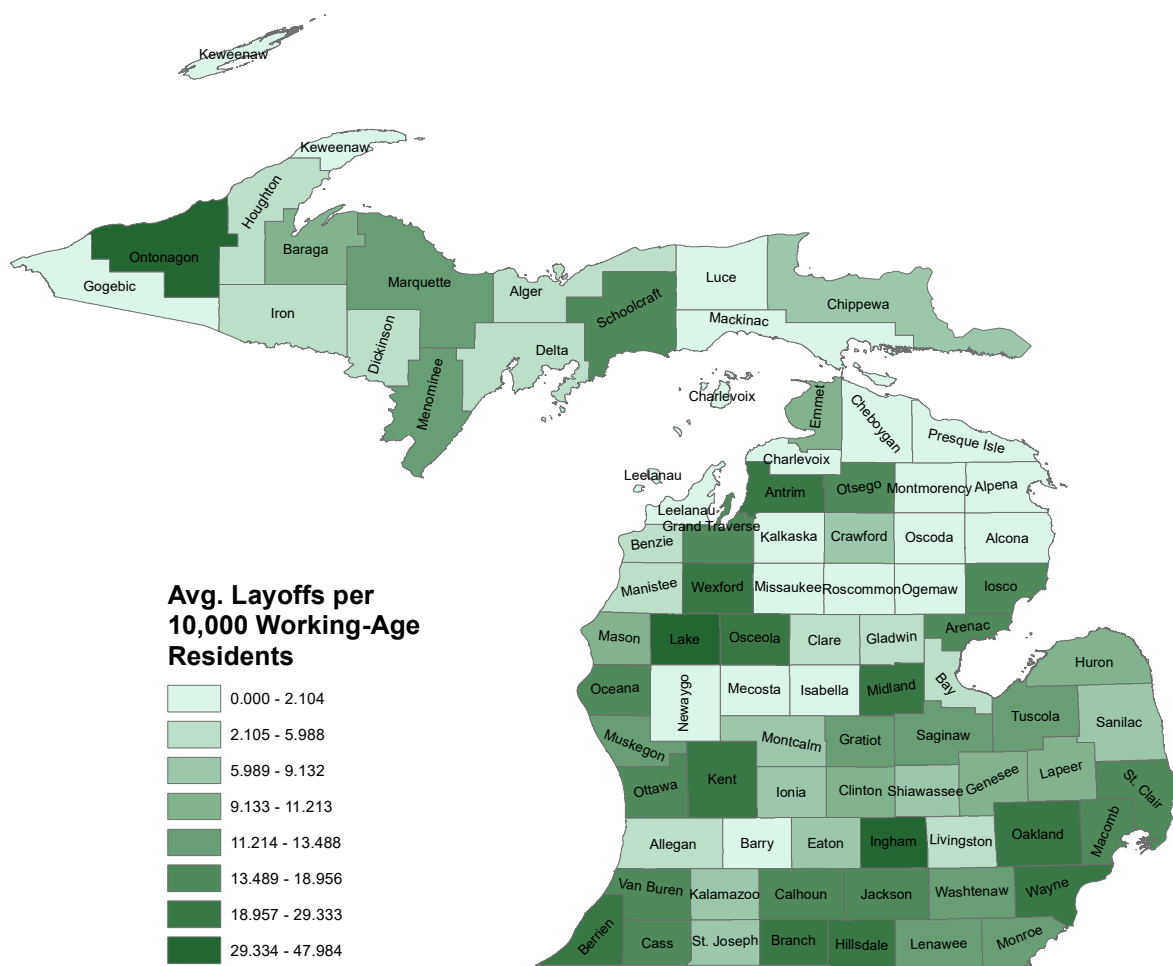 Keweenaw
Keweenaw
Houghton
Ontonagon
Baraga
Gogebic
Marquette
Alger
Luce
Iron
Schoolcraft
Chippewa
Mackinac
Dickinson
Delta
Menominee
Charlevoix
Emmet
Cheboygan
Presque Isle
Charlevoix
Leelanau
Antrim
Otsego
Montmorency
Alpena
Leelanau
Grand Traverse
Benzie
Kalkaska
Crawford
Oscoda
Alcona
Manistee
Wexford
Missaukee
Roscommon
Ogemaw
Iosco
Mason
Lake
Osceola
Clare
Gladwin
Arenac
Huron
Oceana
Newaygo
Mecosta
Isabella
Midland
Bay
Tuscola
Sanilac
Muskegon
Montcalm
Gratiot
Saginaw
Ottawa
Kent
Ionia
Clinton
Shiawassee
Genesee
Lapeer
St. Clair
Allegan
Barry
Eaton
Ingham
Livingston
Oakland
Macomb
Van Buren
Kalamazoo
Calhoun
Jackson
Washtenaw
Wayne
Berrien
Cass
St. Joseph
Branch
Hillsdale
Lenawee
Monroe
Avg. Layoffs per
10,000 Working-Age
Residents
0.000 - 2.104
2.105 - 5.988
5.989 - 9.132
9.133 - 11.213
11.214 - 13.488
13.489 - 18.956
18.957 - 29.333
29.334 - 47.984